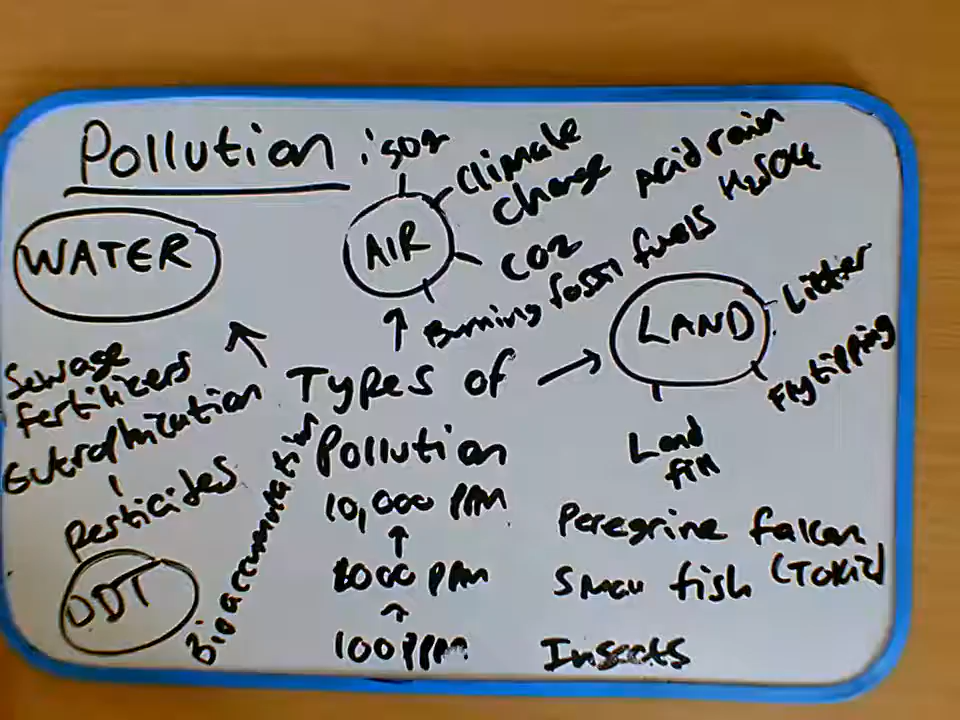 Pollution
SO2
AIR
Climate
Change
Acid rain
H2SO4
CO2
Burning fossil fuels
WATER
Sewage
fertilizers
Eutrophication
Pesticides
DDT
LAND
Litter
Flytipping
Land
fill
Types of
Pollution
Bioaccumulation
10,000 PPM
1000 PPM
100 PPM
Peregrine falcon
Small fish (Toxic)
Insects